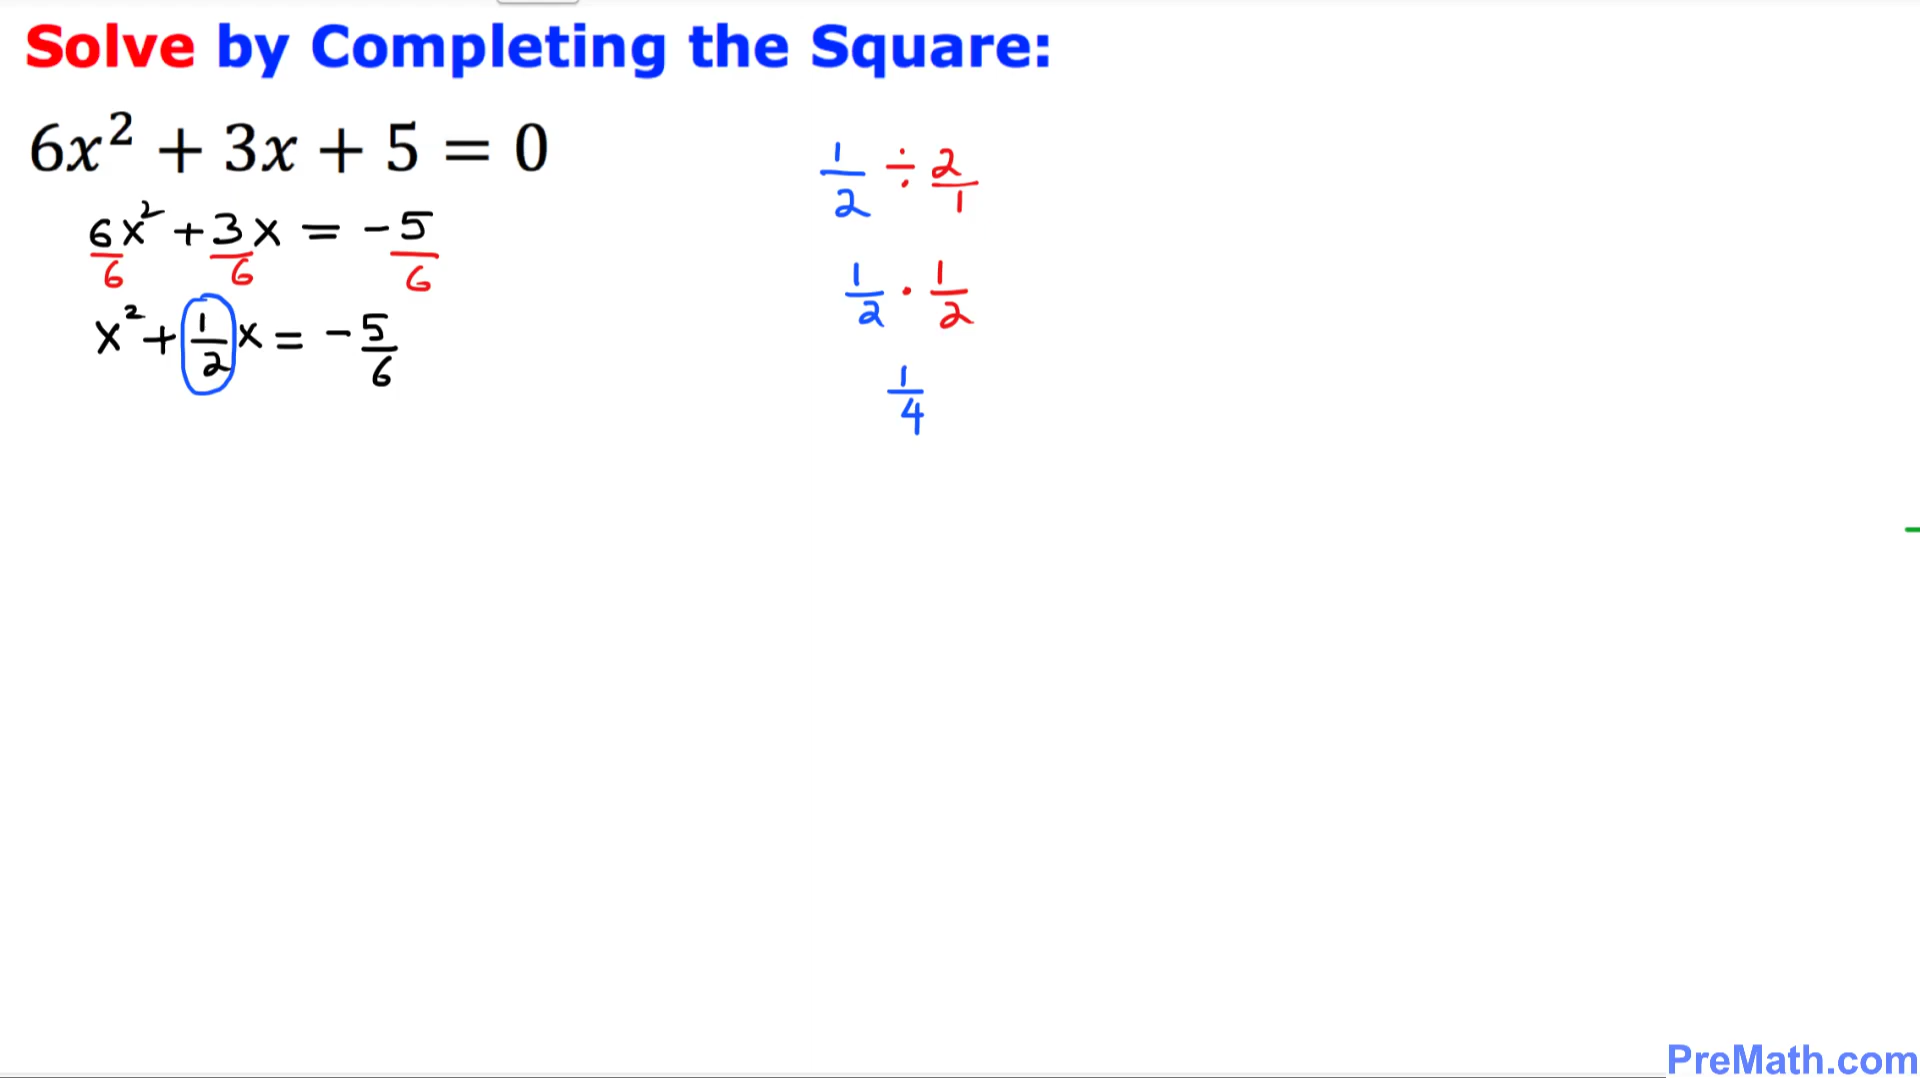 Solve by Completing the Square:
6x² + 3x + 5 = 0
6x² + 3x = -5
6 6 6
x² + 1/2 x = - 5/6
1/2 ÷ 2/1
1/2 · 1/2
1/4
PreMath.com